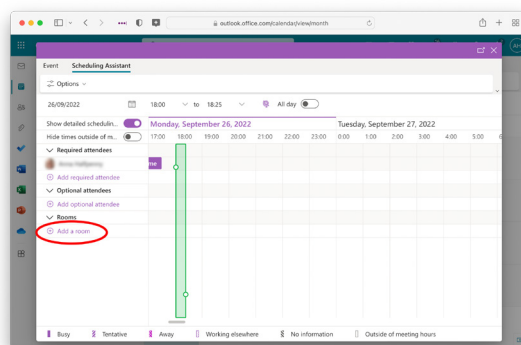 outlook.office.com/calendar/view/month
Event Scheduling Assistant
Options
26/09/2022 18:00 to 18:25 All day
Show detailed schedulin... Monday, September 26, 2022 Tuesday, September 27, 2022
Hide times outside of m... 17:00 18:00 19:00 20:00 21:00 22:00 23:00 0:00 1:00 2:00 3:00 4:00 5:00
Required attendees
me
Add required attendee
Optional attendees
Add optional attendee
Rooms
Add a room
Busy Tentative Away Working elsewhere No information Outside of meeting hours